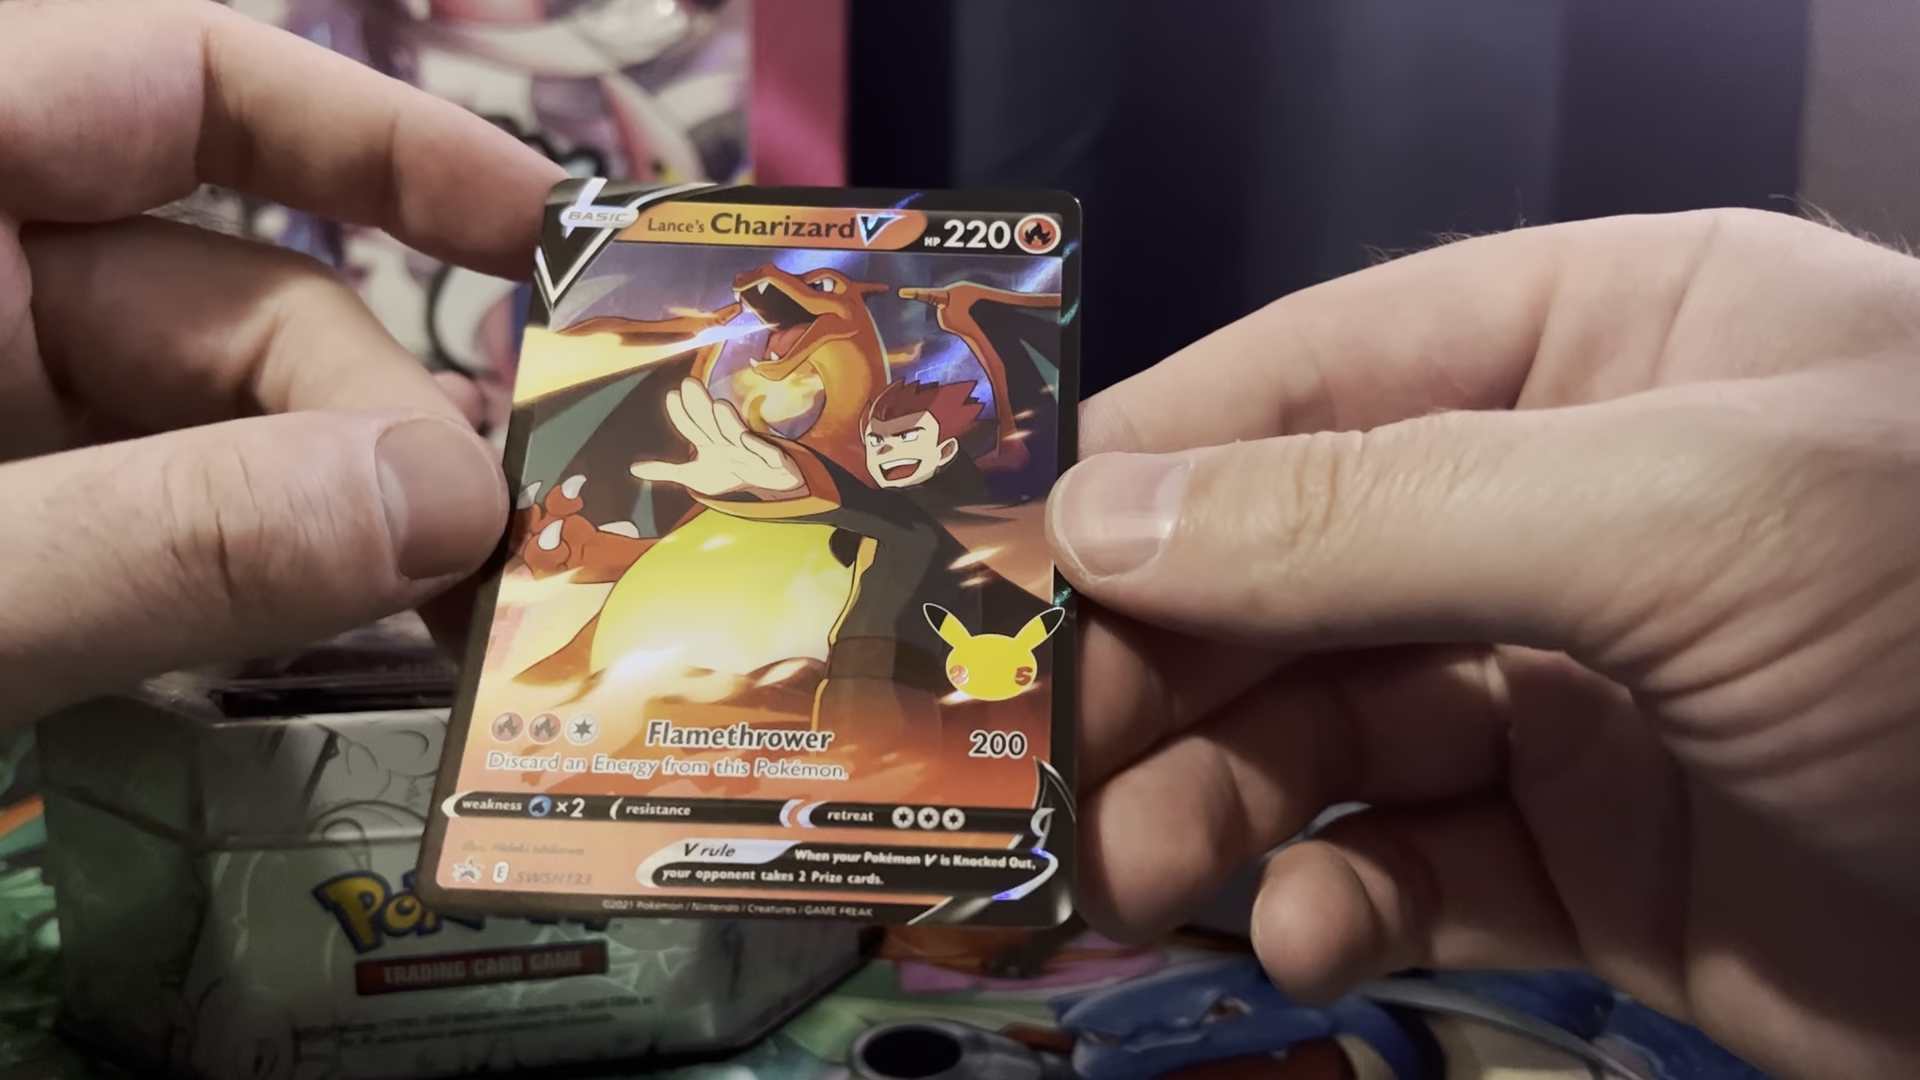 BASIC
Lance's Charizard V HP 220
25
Flamethrower 200
Discard an Energy from this Pokémon.
weakness ×2 resistance retreat
V rule
When your Pokémon V is Knocked Out,
your opponent takes 2 Prize cards.
E SWSH133
©2021 Pokémon / Nintendo / Creatures / GAME FREAK
TRADING CARD GAME